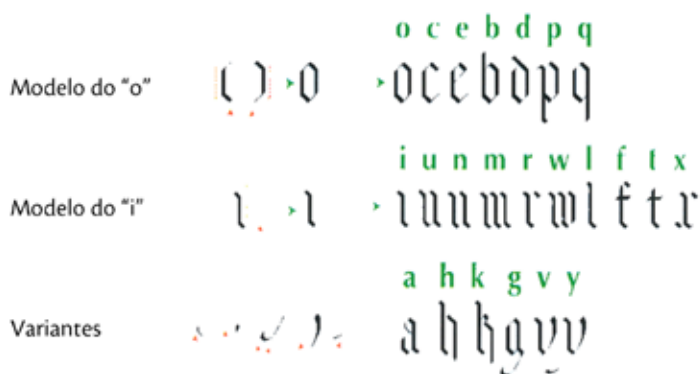 o c e b d p q
Modelo do “o” o o c e b d p q
i u n m r w l f t x
Modelo do “i” ı ı ı u n m r w l f t x
a h k g v y
Variantes a h k g v y